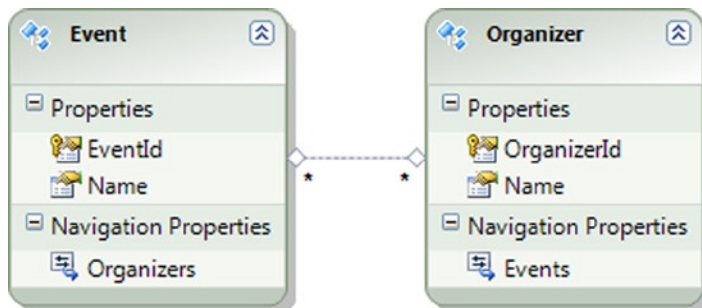 Event
Properties
EventId
Name
Navigation Properties
Organizers
* *
Organizer
Properties
OrganizerId
Name
Navigation Properties
Events